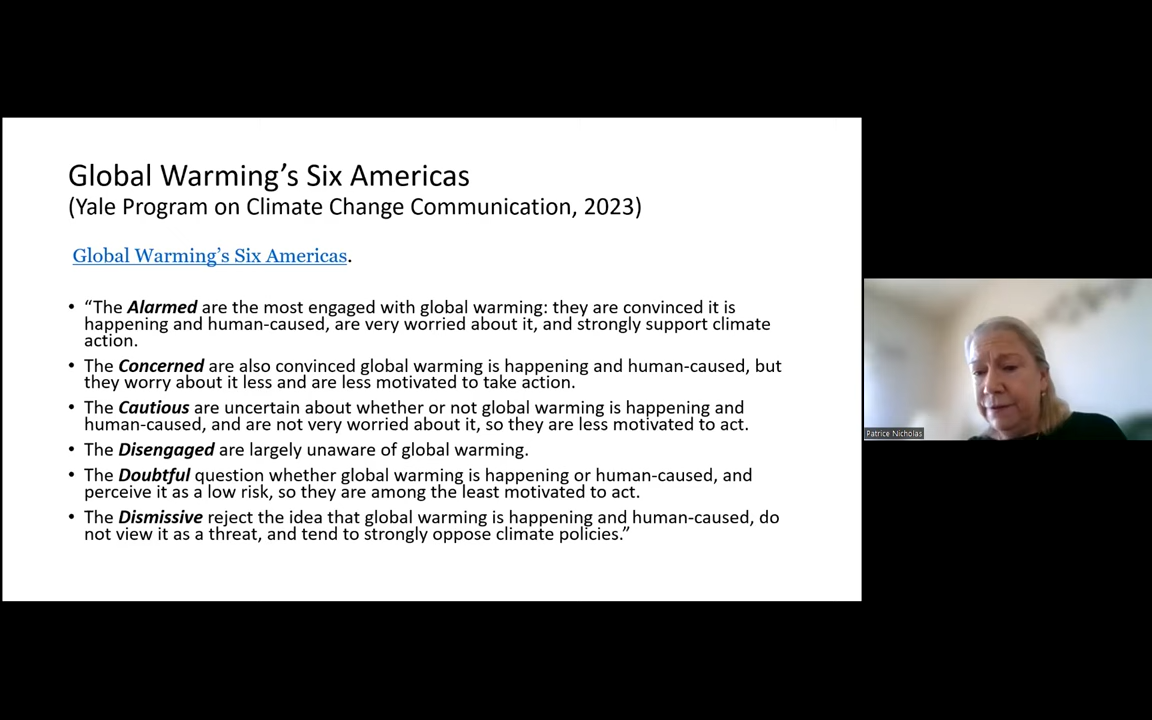 Global Warming’s Six Americas
(Yale Program on Climate Change Communication, 2023)
Global Warming’s Six Americas.
• “The Alarmed are the most engaged with global warming: they are convinced it is
happening and human-caused, are very worried about it, and strongly support climate
action.
• The Concerned are also convinced global warming is happening and human-caused, but
they worry about it less and are less motivated to take action.
• The Cautious are uncertain about whether or not global warming is happening and
human-caused, and are not very worried about it, so they are less motivated to act.
• The Disengaged are largely unaware of global warming.
• The Doubtful question whether global warming is happening or human-caused, and
perceive it as a low risk, so they are among the least motivated to act.
• The Dismissive reject the idea that global warming is happening and human-caused, do
not view it as a threat, and tend to strongly oppose climate policies.”
Patrice Nicholas